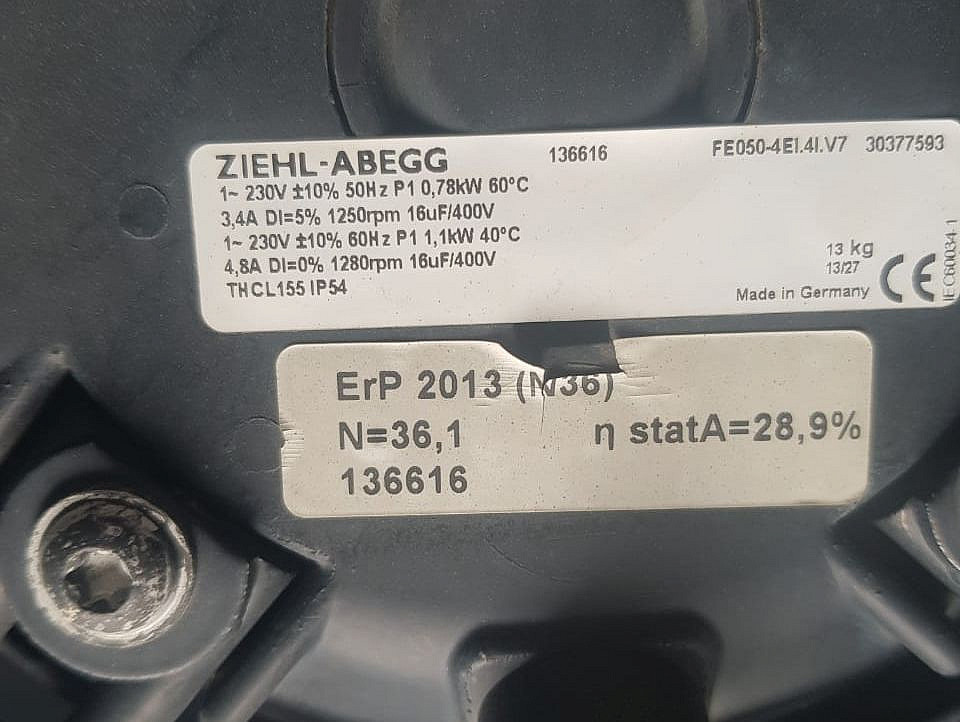 ZIEHL-ABEGG 136616 FE050-4EI.4I.V7 30377593
1~ 230V ±10% 50Hz P1 0,78kW 60°C
3,4A DI=5% 1250rpm 16uF/400V
1~ 230V ±10% 60Hz P1 1,1kW 40°C
4,8A DI=0% 1280rpm 16uF/400V
THCL155 IP54
13 kg
13/27
Made in Germany
CE
IEC60034-1
ErP 2013 (N36)
N=36,1 η statA=28,9%
136616